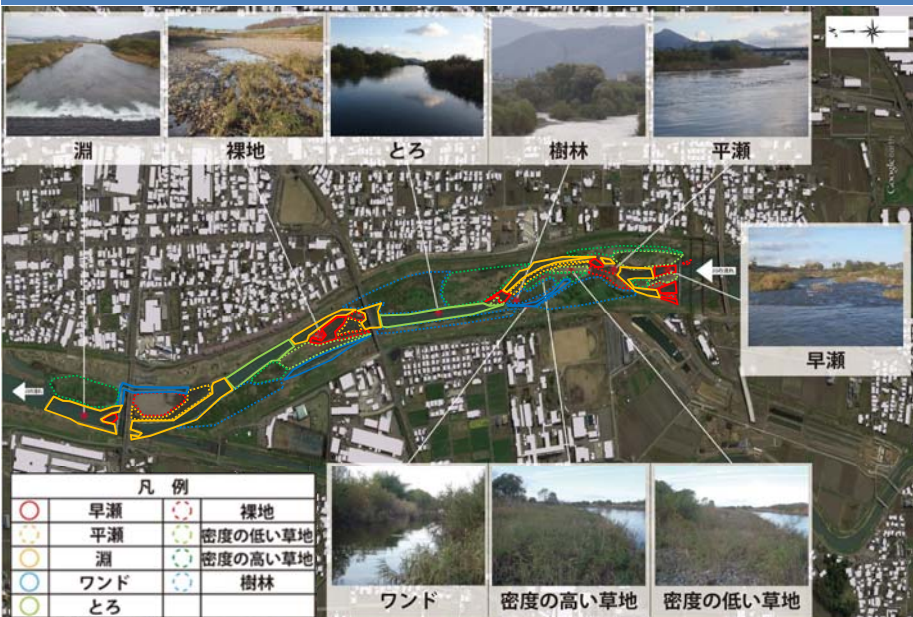 淵
裸地
とろ
樹林
平瀬
早瀬
Google earth
凡 例
早瀬 裸地
平瀬 密度の低い草地
淵 密度の高い草地
ワンド 樹林
とろ
ワンド
密度の高い草地
密度の低い草地